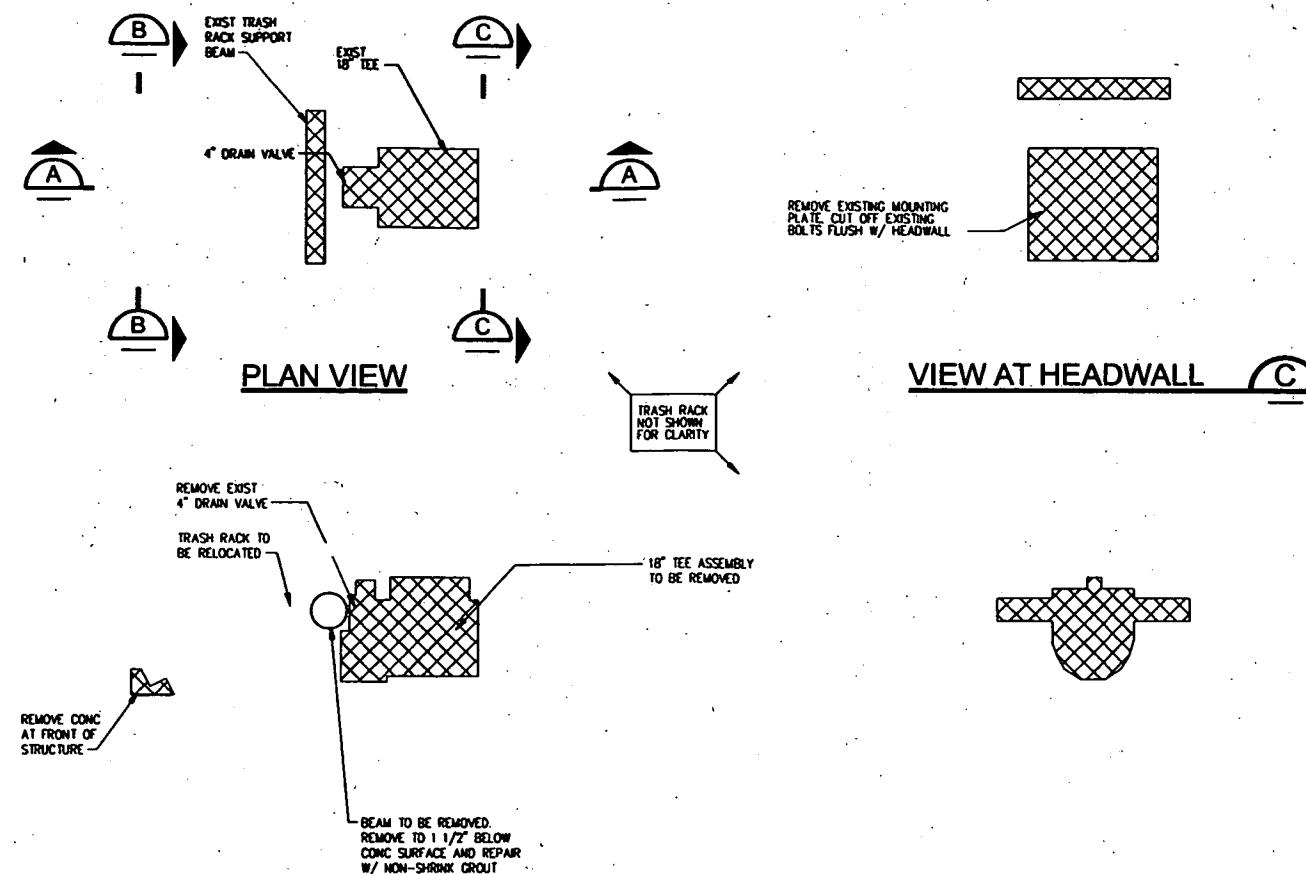 B
EXIST TRASH
RACK SUPPORT
BEAM
EXIST
18" TEE
C
4" DRAIN VALVE
A
A
REMOVE EXISTING MOUNTING
PLATE. CUT OFF EXISTING
BOLTS FLUSH W/ HEADWALL
B
C
PLAN VIEW
VIEW AT HEADWALL
C
TRASH RACK
NOT SHOWN
FOR CLARITY
REMOVE EXIST
4" DRAIN VALVE
TRASH RACK TO
BE RELOCATED
18" TEE ASSEMBLY
TO BE REMOVED
REMOVE CONC
AT FRONT OF
STRUCTURE
BEAM TO BE REMOVED.
REMOVE TO 1 1/2" BELOW
CONC SURFACE AND REPAIR
W/ NON-SHRINK GROUT